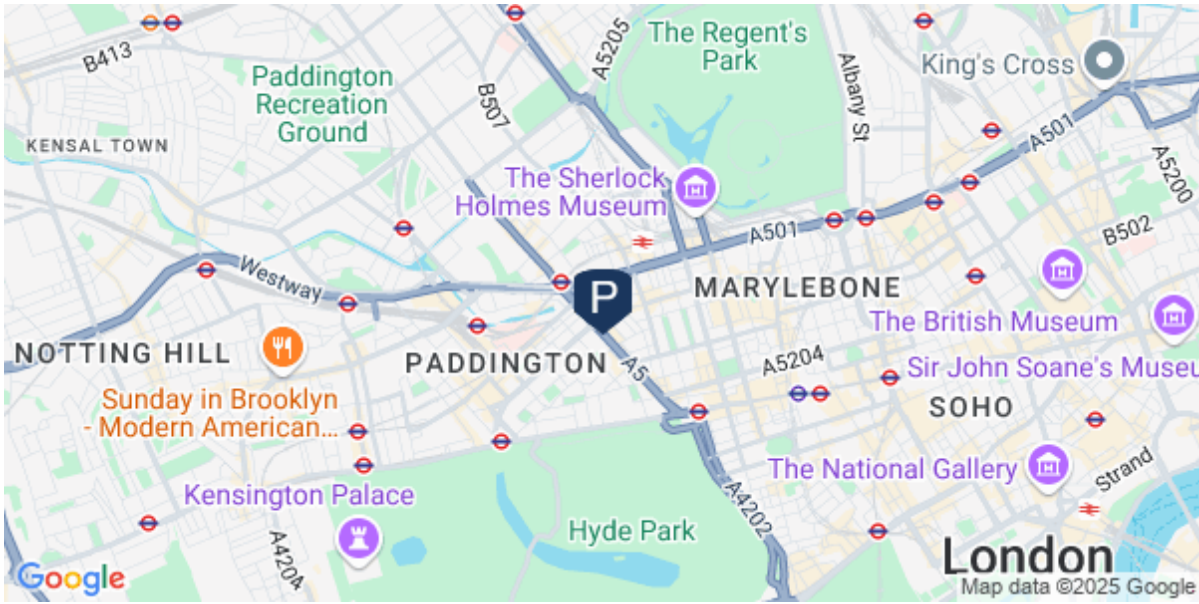 B413
A5205
The Regent's
Park
King's Cross
Paddington
Recreation
Ground
B507
Albany St
KENSAL TOWN
A501
A5200
The Sherlock
Holmes Museum
A501
B502
Westway
MARYLEBONE
P
The British Museum
NOTTING HILL
PADDINGTON
A5
A5204
Sir John Soane's Museu
Sunday in Brooklyn
- Modern American...
SOHO
The National Gallery
Strand
Kensington Palace
A4202
Hyde Park
A4204
London
Google
Map data ©2025 Google